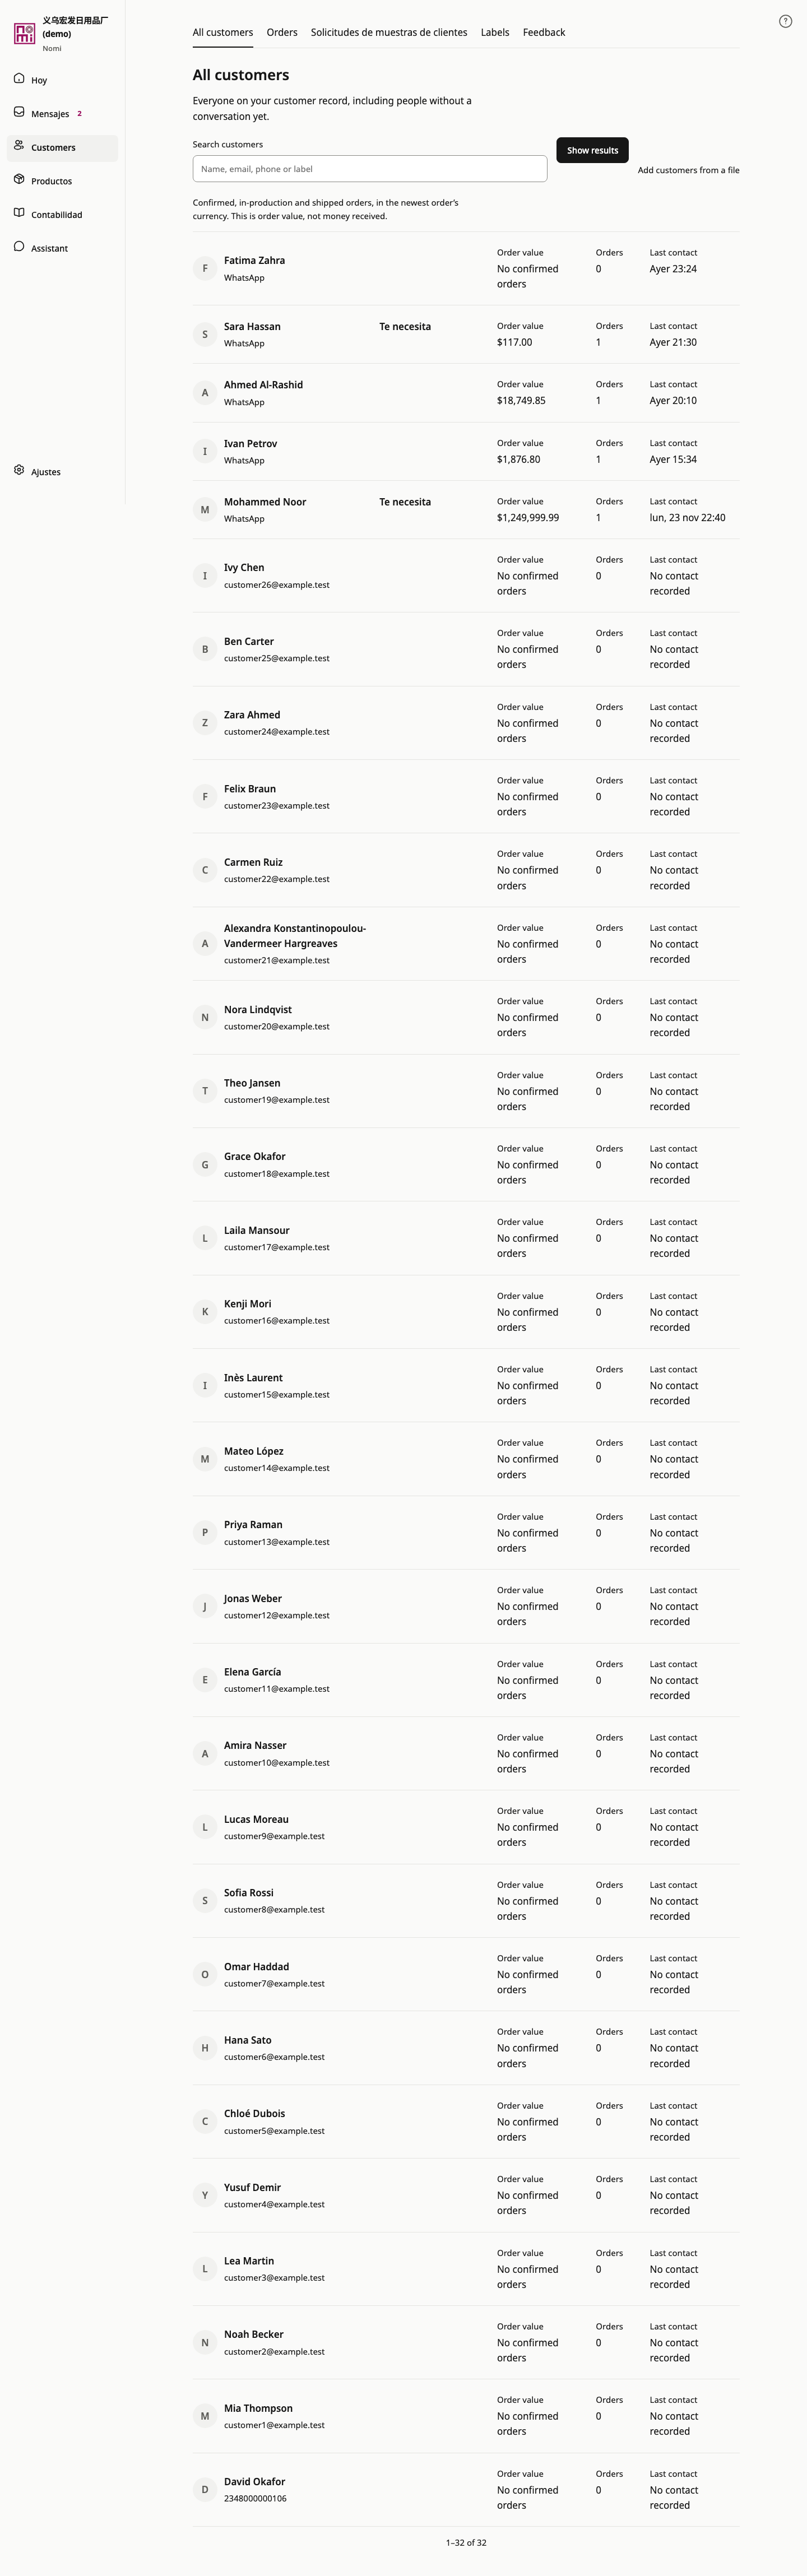 义乌宏发日用品厂
(demo)
Nomi
Hoy
Mensajes 2
Customers
Productos
Contabilidad
Assistant
Ajustes
All customers Orders Solicitudes de muestras de clientes Labels Feedback
All customers
Everyone on your customer record, including people without a
conversation yet.
Search customers
Name, email, phone or label
Show results
Add customers from a file
Confirmed, in-production and shipped orders, in the newest order's
currency. This is order value, not money received.
F
Fatima Zahra
WhatsApp
Order value
No confirmed
orders
Orders
0
Last contact
Ayer 23:24
S
Sara Hassan
WhatsApp
Te necesita
Order value
$117.00
Orders
1
Last contact
Ayer 21:30
A
Ahmed Al-Rashid
WhatsApp
Order value
$18,749.85
Orders
1
Last contact
Ayer 20:10
I
Ivan Petrov
WhatsApp
Order value
$1,876.80
Orders
1
Last contact
Ayer 15:34
M
Mohammed Noor
WhatsApp
Te necesita
Order value
$1,249,999.99
Orders
1
Last contact
lun, 23 nov 22:40
I
Ivy Chen
customer26@example.test
Order value
No confirmed
orders
Orders
0
Last contact
No contact
recorded
B
Ben Carter
customer25@example.test
Order value
No confirmed
orders
Orders
0
Last contact
No contact
recorded
Z
Zara Ahmed
customer24@example.test
Order value
No confirmed
orders
Orders
0
Last contact
No contact
recorded
F
Felix Braun
customer23@example.test
Order value
No confirmed
orders
Orders
0
Last contact
No contact
recorded
C
Carmen Ruiz
customer22@example.test
Order value
No confirmed
orders
Orders
0
Last contact
No contact
recorded
A
Alexandra Konstantinopoulou-
Vandermeer Hargreaves
customer21@example.test
Order value
No confirmed
orders
Orders
0
Last contact
No contact
recorded
N
Nora Lindqvist
customer20@example.test
Order value
No confirmed
orders
Orders
0
Last contact
No contact
recorded
T
Theo Jansen
customer19@example.test
Order value
No confirmed
orders
Orders
0
Last contact
No contact
recorded
G
Grace Okafor
customer18@example.test
Order value
No confirmed
orders
Orders
0
Last contact
No contact
recorded
L
Laila Mansour
customer17@example.test
Order value
No confirmed
orders
Orders
0
Last contact
No contact
recorded
K
Kenji Mori
customer16@example.test
Order value
No confirmed
orders
Orders
0
Last contact
No contact
recorded
I
Inès Laurent
customer15@example.test
Order value
No confirmed
orders
Orders
0
Last contact
No contact
recorded
M
Mateo López
customer14@example.test
Order value
No confirmed
orders
Orders
0
Last contact
No contact
recorded
P
Priya Raman
customer13@example.test
Order value
No confirmed
orders
Orders
0
Last contact
No contact
recorded
J
Jonas Weber
customer12@example.test
Order value
No confirmed
orders
Orders
0
Last contact
No contact
recorded
E
Elena García
customer11@example.test
Order value
No confirmed
orders
Orders
0
Last contact
No contact
recorded
A
Amira Nasser
customer10@example.test
Order value
No confirmed
orders
Orders
0
Last contact
No contact
recorded
L
Lucas Moreau
customer9@example.test
Order value
No confirmed
orders
Orders
0
Last contact
No contact
recorded
S
Sofia Rossi
customer8@example.test
Order value
No confirmed
orders
Orders
0
Last contact
No contact
recorded
O
Omar Haddad
customer7@example.test
Order value
No confirmed
orders
Orders
0
Last contact
No contact
recorded
H
Hana Sato
customer6@example.test
Order value
No confirmed
orders
Orders
0
Last contact
No contact
recorded
C
Chloé Dubois
customer5@example.test
Order value
No confirmed
orders
Orders
0
Last contact
No contact
recorded
Y
Yusuf Demir
customer4@example.test
Order value
No confirmed
orders
Orders
0
Last contact
No contact
recorded
L
Lea Martin
customer3@example.test
Order value
No confirmed
orders
Orders
0
Last contact
No contact
recorded
N
Noah Becker
customer2@example.test
Order value
No confirmed
orders
Orders
0
Last contact
No contact
recorded
M
Mia Thompson
customer1@example.test
Order value
No confirmed
orders
Orders
0
Last contact
No contact
recorded
D
David Okafor
2348000000106
Order value
No confirmed
orders
Orders
0
Last contact
No contact
recorded
1–32 of 32